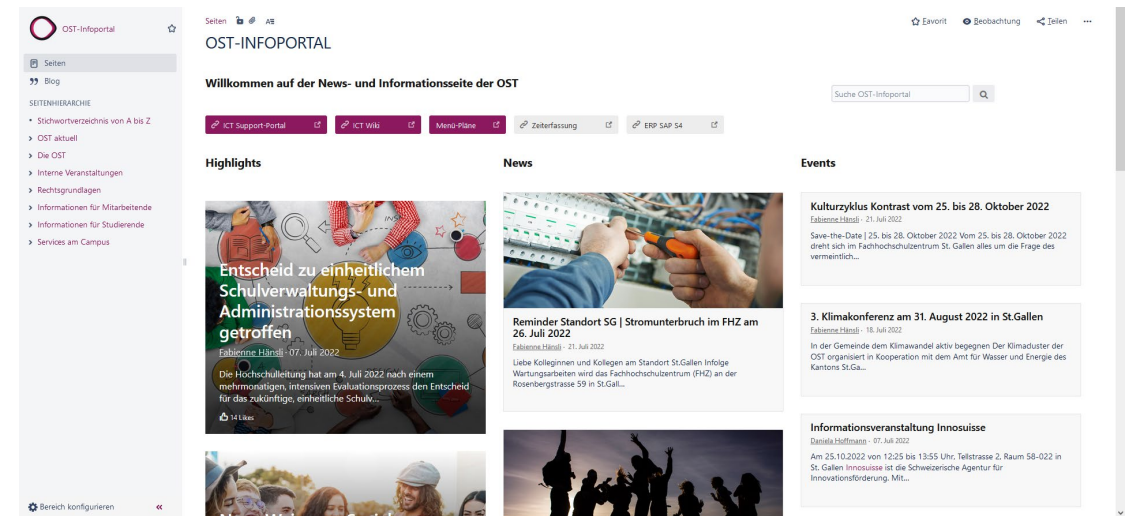 OST-Infoportal
Seiten
Blog
SEITENHIERARCHIE
Stichwortverzeichnis von A bis Z
OST aktuell
Die OST
Interne Veranstaltungen
Rechtsgrundlagen
Informationen für Mitarbeitende
Informationen für Studierende
Services am Campus
Bereich konfigurieren
Seiten
Favorit
Beobachtung
Teilen
OST-INFOPORTAL
Willkommen auf der News- und Informationsseite der OST
Suche OST-Infoportal
ICT Support-Portal
ICT Wiki
Menü-Pläne
Zeiterfassung
ERP SAP S4
Highlights
Entscheid zu einheitlichem
Schulverwaltungs- und
Administrationssystem
getroffen
Fabienne Hänsli · 07. Juli 2022
Die Hochschulleitung hat am 4. Juli 2022 nach einem
mehrmonatigen, intensiven Evaluationsprozess den Entscheid
für das zukünftige, einheitliche Schulv...
14 Likes
News
Reminder Standort SG | Stromunterbruch im FHZ am
26. Juli 2022
Fabienne Hänsli · 21. Juli 2022
Liebe Kolleginnen und Kollegen am Standort St.Gallen Infolge
Wartungsarbeiten wird das Fachhochschulzentrum (FHZ) an der
Rosenbergstrasse 59 in St.Gall...
Events
Kulturzyklus Kontrast vom 25. bis 28. Oktober 2022
Fabienne Hänsli · 21. Juli 2022
Save-the-Date | 25. bis 28. Oktober 2022 Vom 25. bis 28. Oktober 2022
dreht sich im Fachhochschulzentrum St. Gallen alles um die Frage des
vermeintlich...
3. Klimakonferenz am 31. August 2022 in St.Gallen
Fabienne Hänsli · 18. Juli 2022
In der Gemeinde dem Klimawandel aktiv begegnen Der Klimaduster der
OST organisiert in Kooperation mit dem Amt für Wasser und Energie des
Kantons St.Ga...
Informationsveranstaltung Innosuisse
Daniela Hoffmann · 07. Juli 2022
Am 25.10.2022 von 12:25 bis 13:55 Uhr, Tellstrasse 2, Raum 58-022 in
St. Gallen Innosuisse ist die Schweizerische Agentur für
Innovationsförderung. Mit...